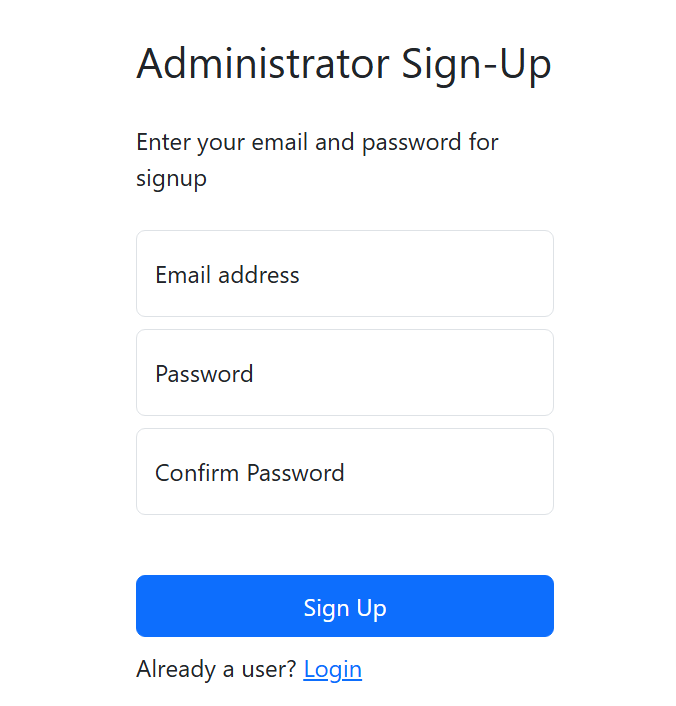 Administrator Sign-Up
Enter your email and password for
signup
Email address
Password
Confirm Password
Sign Up
Already a user? Login